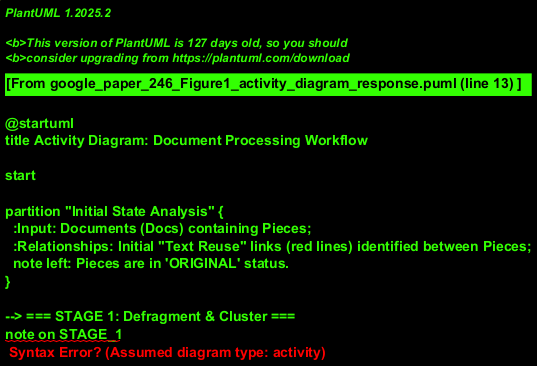 PlantUML 1.2025.2
<b>This version of PlantUML is 127 days old, so you should
<b>consider upgrading from https://plantuml.com/download
[From google_paper_246_Figure1_activity_diagram_response.puml (line 13) ]
@startuml
title Activity Diagram: Document Processing Workflow
start
partition "Initial State Analysis" {
:Input: Documents (Docs) containing Pieces;
:Relationships: Initial "Text Reuse" links (red lines) identified between Pieces;
note left: Pieces are in 'ORIGINAL' status.
}
--> === STAGE 1: Defragment & Cluster ===
note on STAGE_1
Syntax Error? (Assumed diagram type: activity)